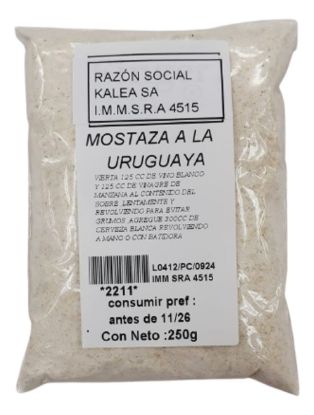 RAZÓN SOCIAL
KALEA SA
I.M.M.S.R.A 4515
MOSTAZA A LA
URUGUAYA
VIERTA 125 CC DE VINO BLANCO
Y 125 CC DE VINAGRE DE
MANZANA AL CONTENIDO DEL
SOBRE LENTAMENTE Y
REVOLVIENDO PARA EVITAR
GRUMOS. AGREGUE 300CC DE
CERVEZA BLANCA REVOLVIENDO
A MANO O CON BATIDORA
L0412/PC/0924
IMM SRA 4515
*2211*
consumir pref :
antes de 11/26
Con Neto :250g